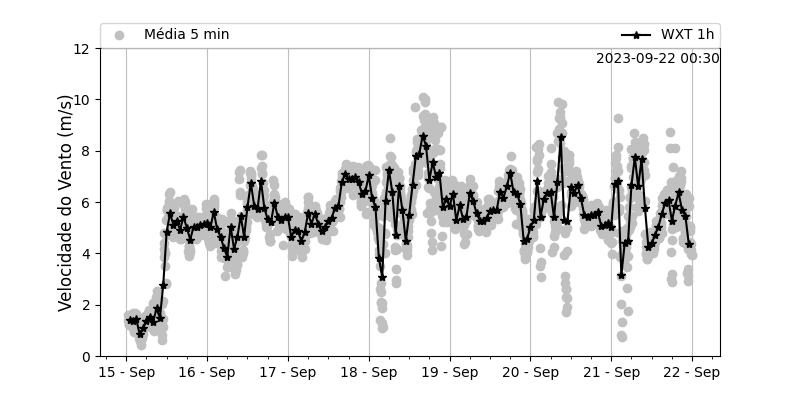 Média 5 min
WXT 1h
2023-09-22 00:30
Velocidade do Vento (m/s)
12
10
8
6
4
2
0
15 - Sep
16 - Sep
17 - Sep
18 - Sep
19 - Sep
20 - Sep
21 - Sep
22 - Sep